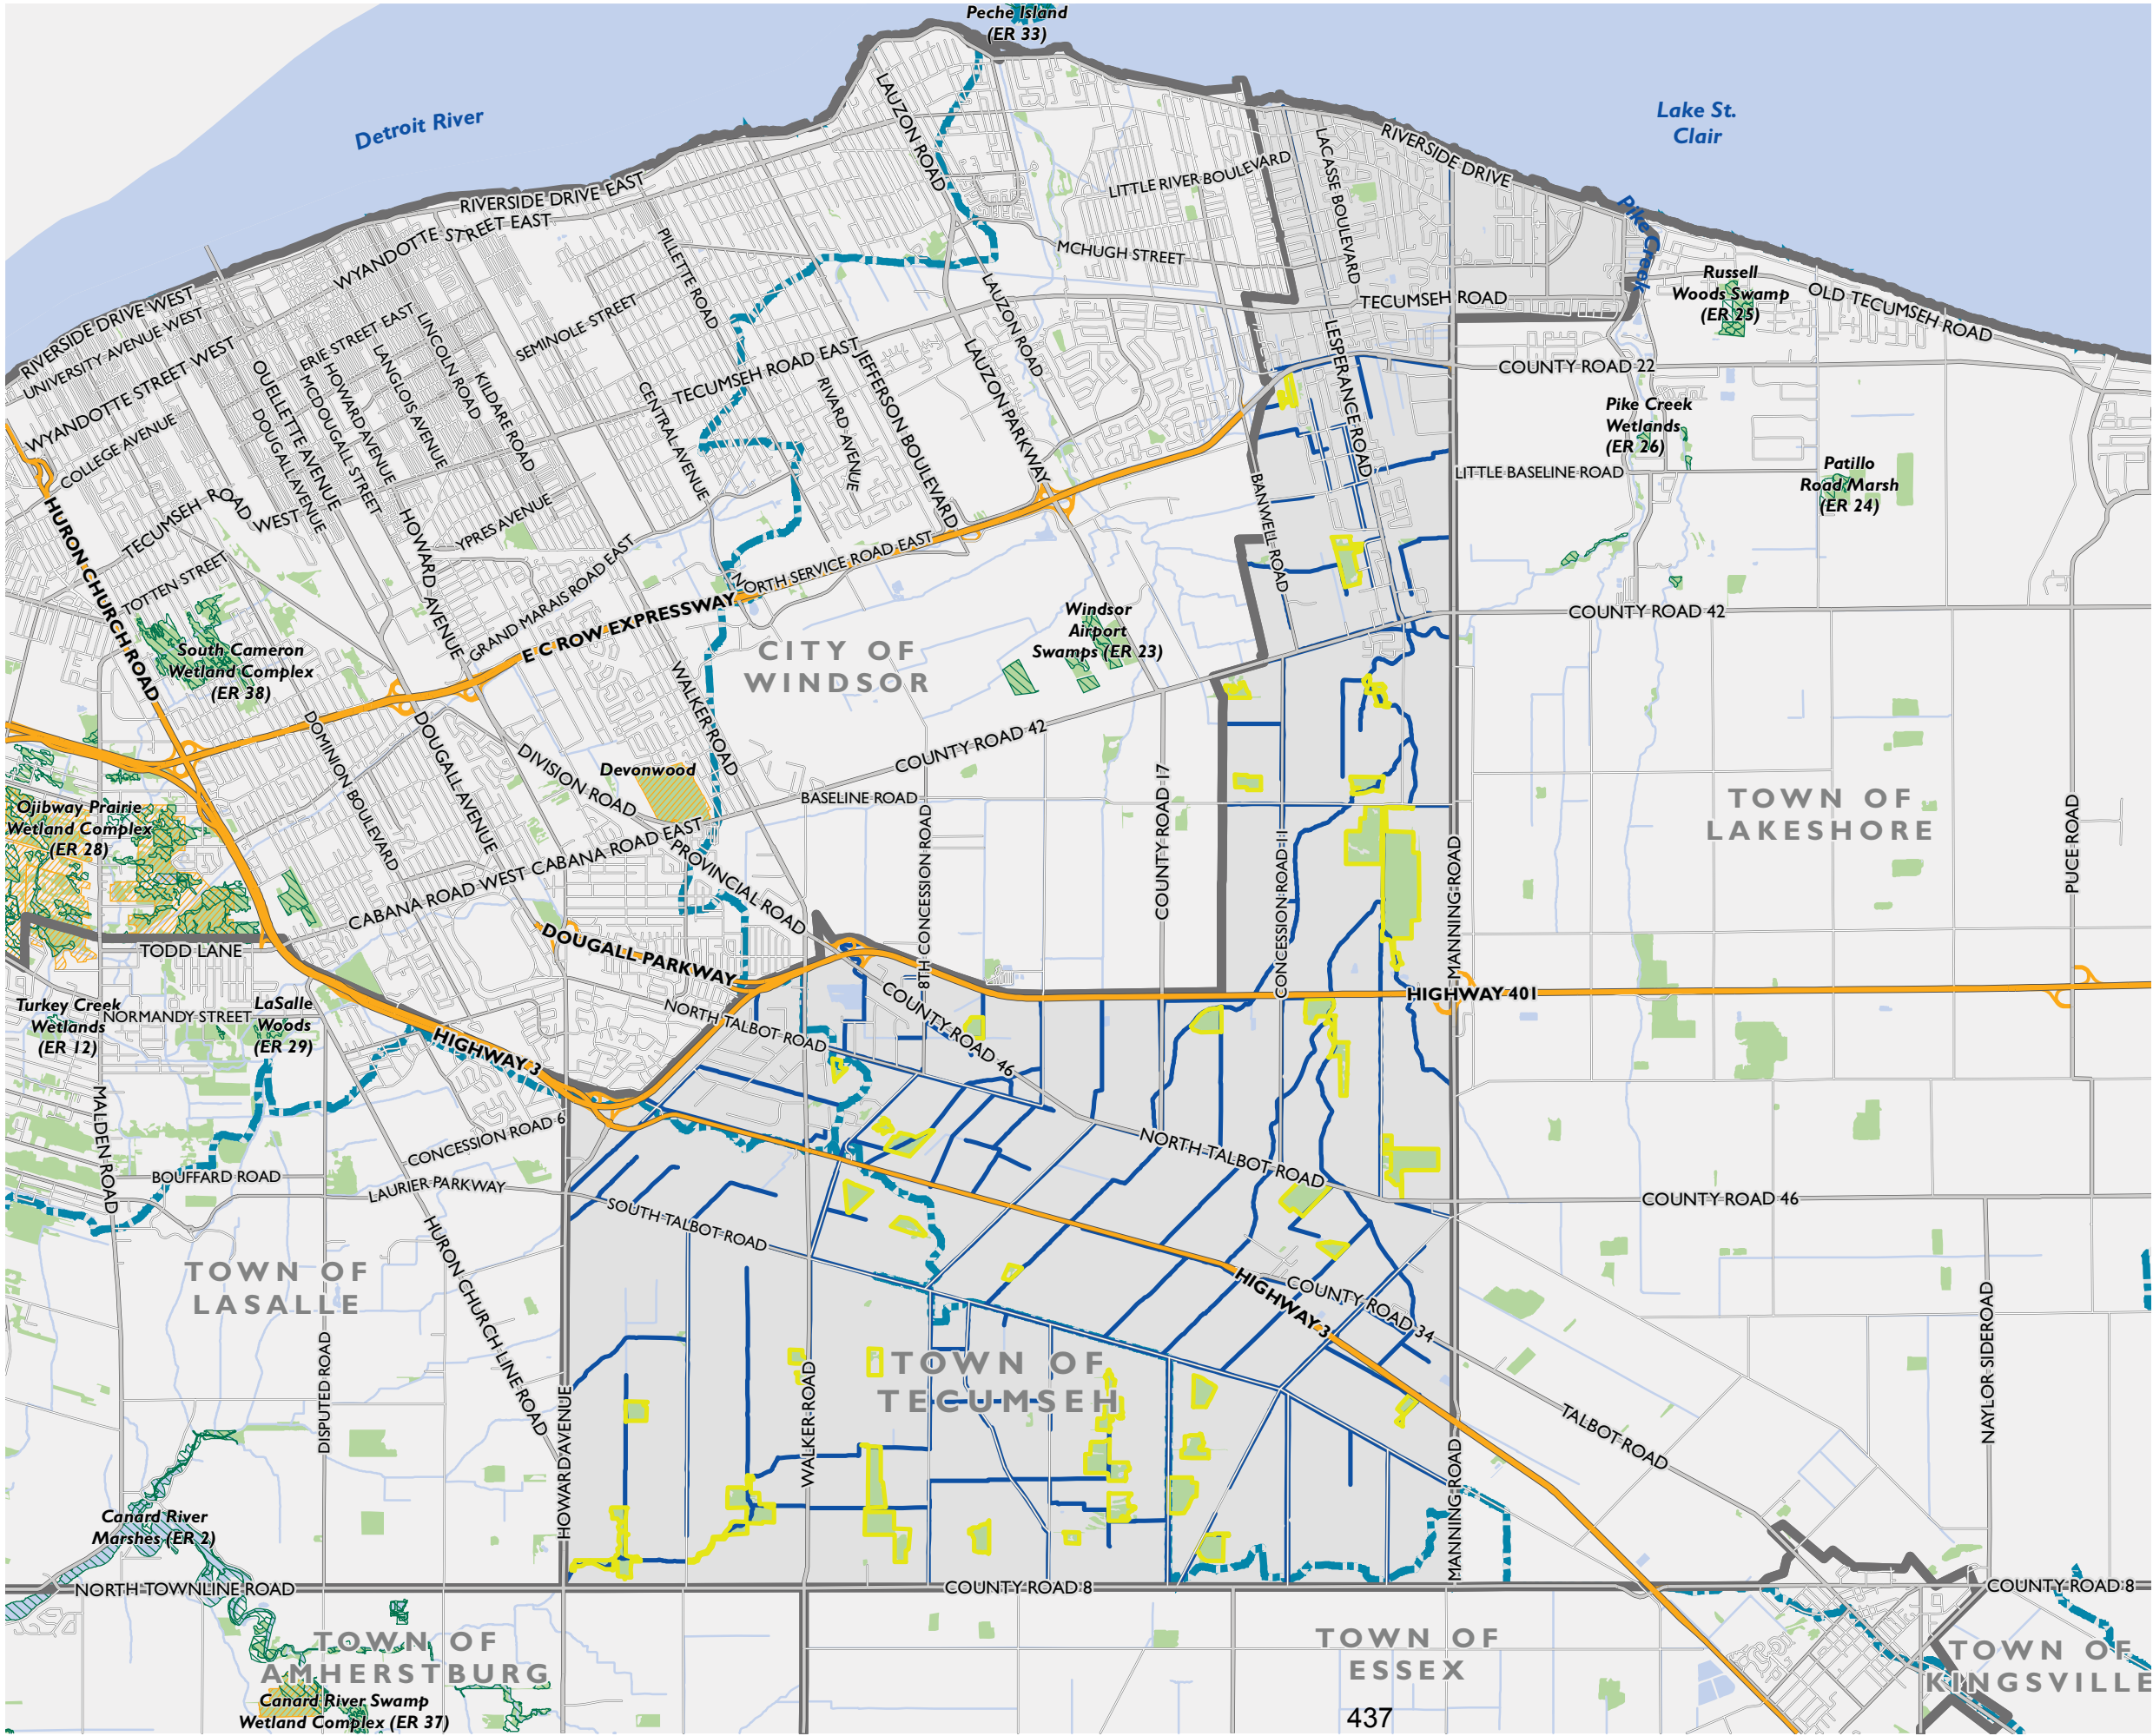 Peche Island
(ER 33)
Detroit River
Lake St.
Clair
LAUZON ROAD
RIVERSIDE DRIVE
LACASSE BOULEVARD
LITTLE RIVER BOULEVARD
RIVERSIDE DRIVE EAST
WYANDOTTE STREET EAST
PILLETTE ROAD
MCHUGH STREET
Pike Creek
Russell
Woods Swamp
(ER 25)
OLD TECUMSEH ROAD
TECUMSEH ROAD
RIVERSIDE DRIVE WEST
UNIVERSITY AVENUE WEST
WYANDOTTE STREET WEST
ERIE STREET EAST
LINCOLN ROAD
SEMINOLE STREET
LAUZON ROAD
LESPERANCE ROAD
COUNTY ROAD 22
OUELLETTE AVENUE
MCDOUGALL STREET
HOWARD AVENUE
LANGLOIS AVENUE
KILDARE ROAD
TECUMSEH ROAD EAST
JEFFERSON BOULEVARD
LAUZON PARKWAY
RIVARD AVENUE
CENTRAL AVENUE
COLLEGE AVENUE
DOUGALL AVENUE
Pike Creek
Wetlands
(ER 26)
LITTLE BASELINE ROAD
Patillo
Road Marsh
(ER 24)
BANWELL ROAD
HURON CHURCH ROAD
TECUMSEH ROAD
WEST
YPRES AVENUE
HOWARD AVENUE
TOTTEN STREET
GRAND MARAIS ROAD EAST
NORTH SERVICE ROAD EAST
E C ROW EXPRESSWAY
CITY OF
WINDSOR
Windsor
Airport
Swamps (ER 23)
COUNTY ROAD 42
South Cameron
Wetland Complex
(ER 38)
WALKER ROAD
DOMINION BOULEVARD
DOUGALL AVENUE
DIVISION ROAD
Devonwood
COUNTY ROAD 42
COUNTY ROAD 17
BASELINE ROAD
TOWN OF
LAKESHORE
PUCE ROAD
Ojibway Prairie
Wetland Complex
(ER 28)
CABANA ROAD WEST
CABANA ROAD EAST
PROVINCIAL ROAD
8TH CONCESSION ROAD
CONCESSION ROAD 11
MANNING ROAD
TODD LANE
DOUGALL PARKWAY
HIGHWAY 401
Turkey Creek
Wetlands
(ER 12)
NORMANDY STREET
LaSalle
Woods
(ER 29)
HIGHWAY 3
NORTH TALBOT ROAD
COUNTY ROAD 46
MALDEN ROAD
CONCESSION ROAD 6
NORTH TALBOT ROAD
BOUFFARD ROAD
LAURIER PARKWAY
SOUTH TALBOT ROAD
COUNTY ROAD 46
TOWN OF
LASALLE
HURON CHURCH LINE ROAD
DISPUTED ROAD
HIGHWAY 3
COUNTY ROAD 34
NAYLOR SIDEROAD
TOWN OF
TECUMSEH
HOWARD AVENUE
WALKER ROAD
MANNING ROAD
TALBOT ROAD
Canard River
Marshes (ER 2)
NORTH TOWNLINE ROAD
COUNTY ROAD 8
COUNTY ROAD 8
TOWN OF
AMHERSTBURG
Canard River Swamp
Wetland Complex (ER 37)
TOWN OF
ESSEX
437
TOWN OF
KINGSVILLE